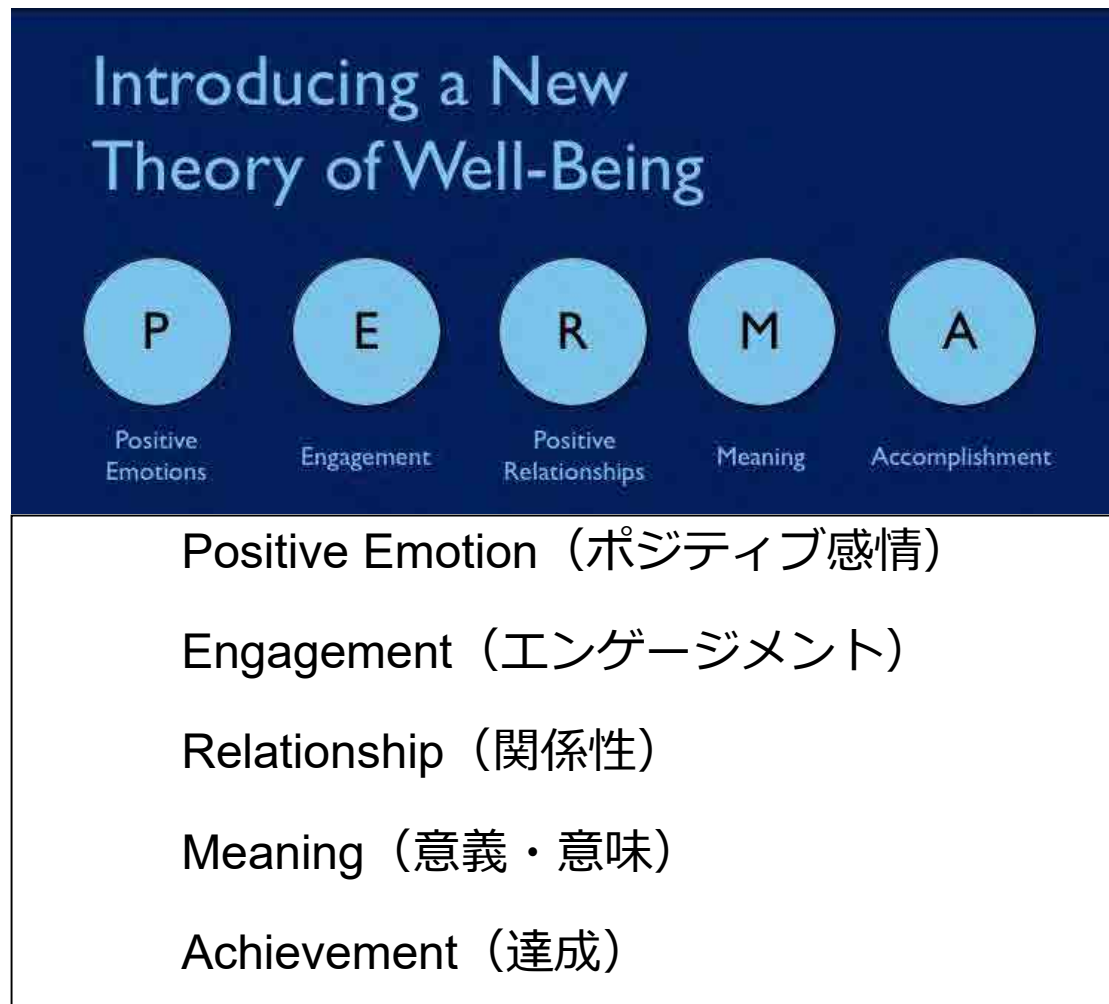 Introducing a New
Theory of Well-Being
P
E
R
M
A
Positive
Emotions
Engagement
Positive
Relationships
Meaning
Accomplishment
Positive Emotion（ポジティブ感情）
Engagement（エンゲージメント）
Relationship（関係性）
Meaning（意義・意味）
Achievement（達成）